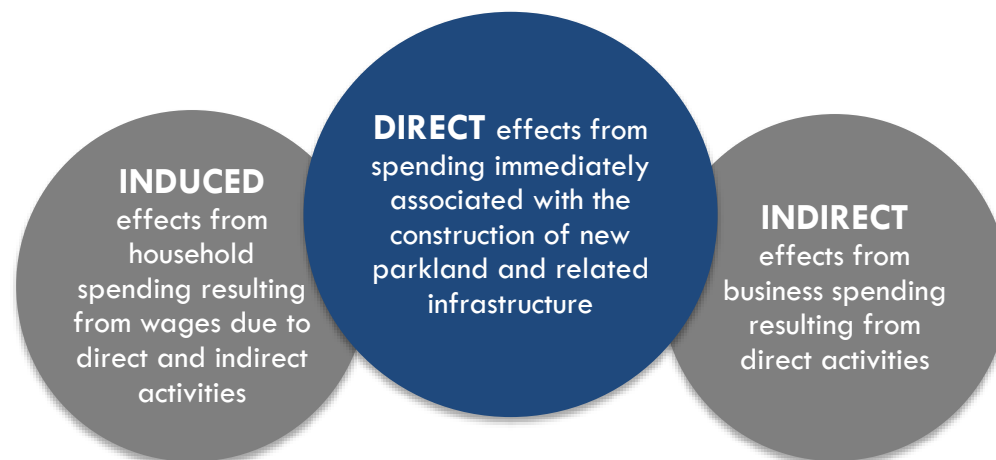 INDUCED
effects from
household
spending resulting
from wages due to
direct and indirect
activities
DIRECT effects from
spending immediately
associated with the
construction of new
parkland and related
infrastructure
INDIRECT
effects from
business spending
resulting from
direct activities